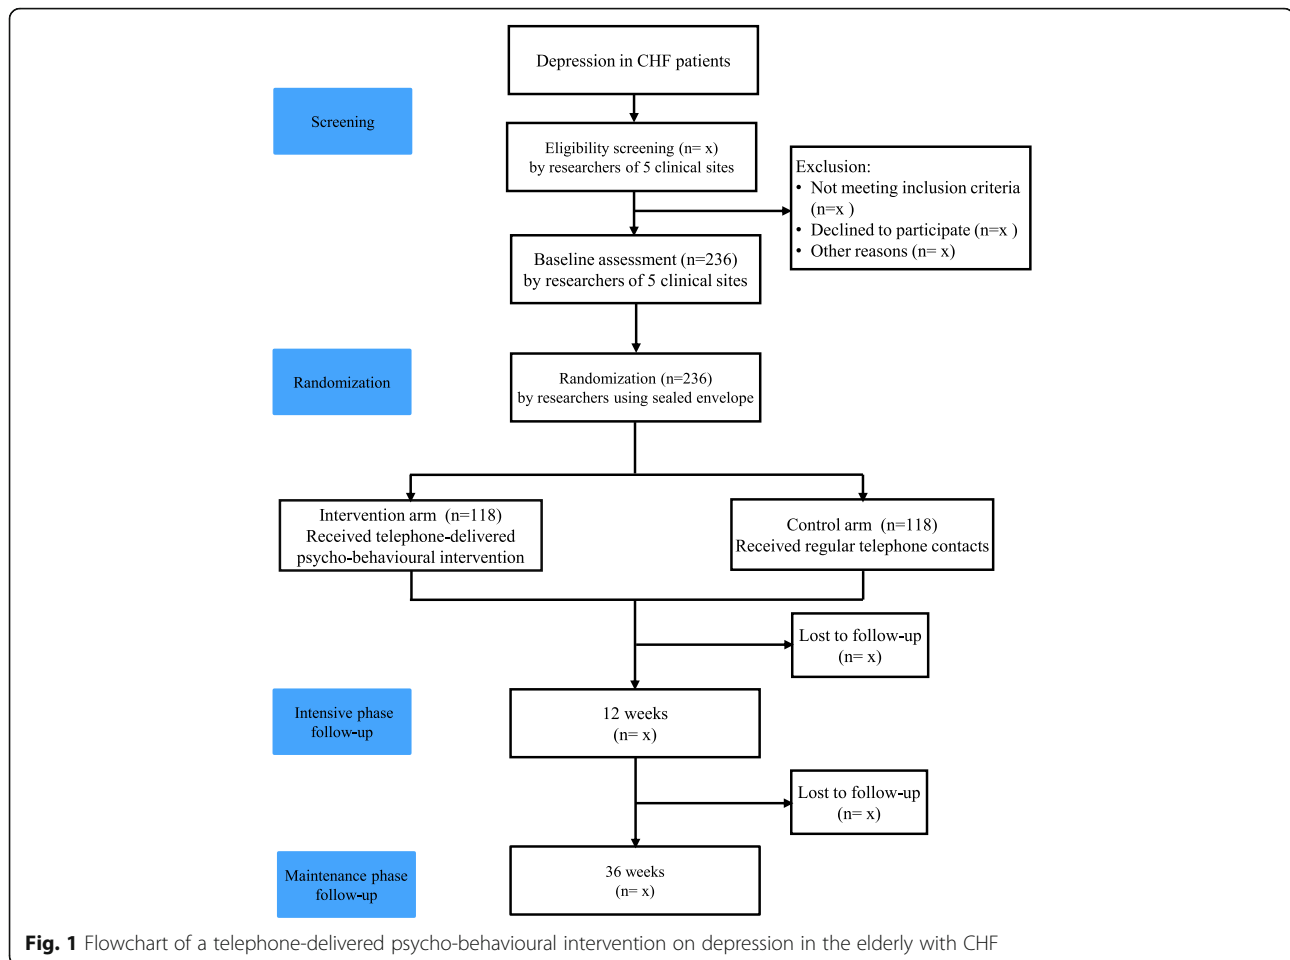 Depression in CHF patients
Screening
Eligibility screening (n= x)
by researchers of 5 clinical sites
Exclusion:
• Not meeting inclusion criteria
(n=x )
• Declined to participate (n=x )
• Other reasons (n= x)
Baseline assessment (n=236)
by researchers of 5 clinical sites
Randomization
Randomization (n=236)
by researchers using sealed envelope
Intervention arm (n=118)
Received telephone-delivered
psycho-behavioural intervention
Control arm (n=118)
Received regular telephone contacts
Lost to follow-up
(n= x)
Intensive phase
follow-up
12 weeks
(n= x)
Lost to follow-up
(n= x)
Maintenance phase
follow-up
36 weeks
(n= x)
Fig. 1 Flowchart of a telephone-delivered psycho-behavioural intervention on depression in the elderly with CHF